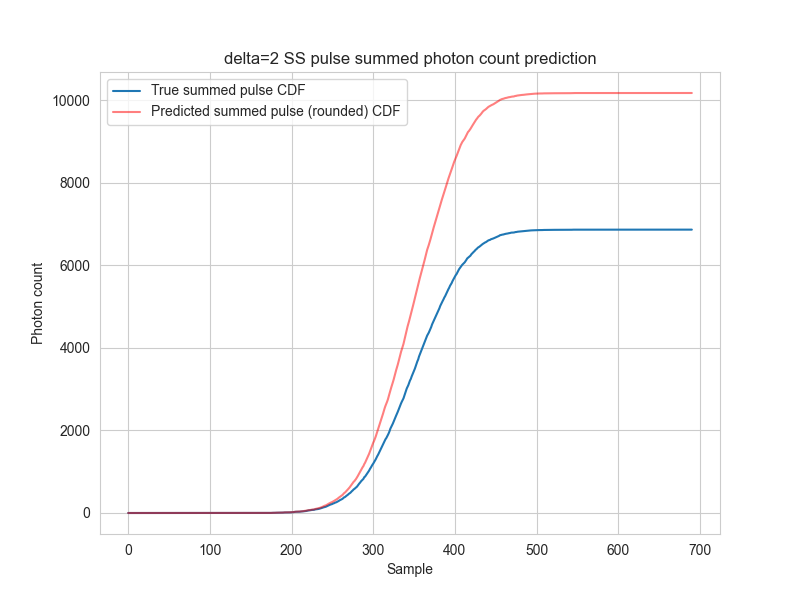 delta=2 SS pulse summed photon count prediction
True summed pulse CDF
Predicted summed pulse (rounded) CDF
10000
8000
6000
4000
2000
0
Photon count
0 100 200 300 400 500 600 700
Sample